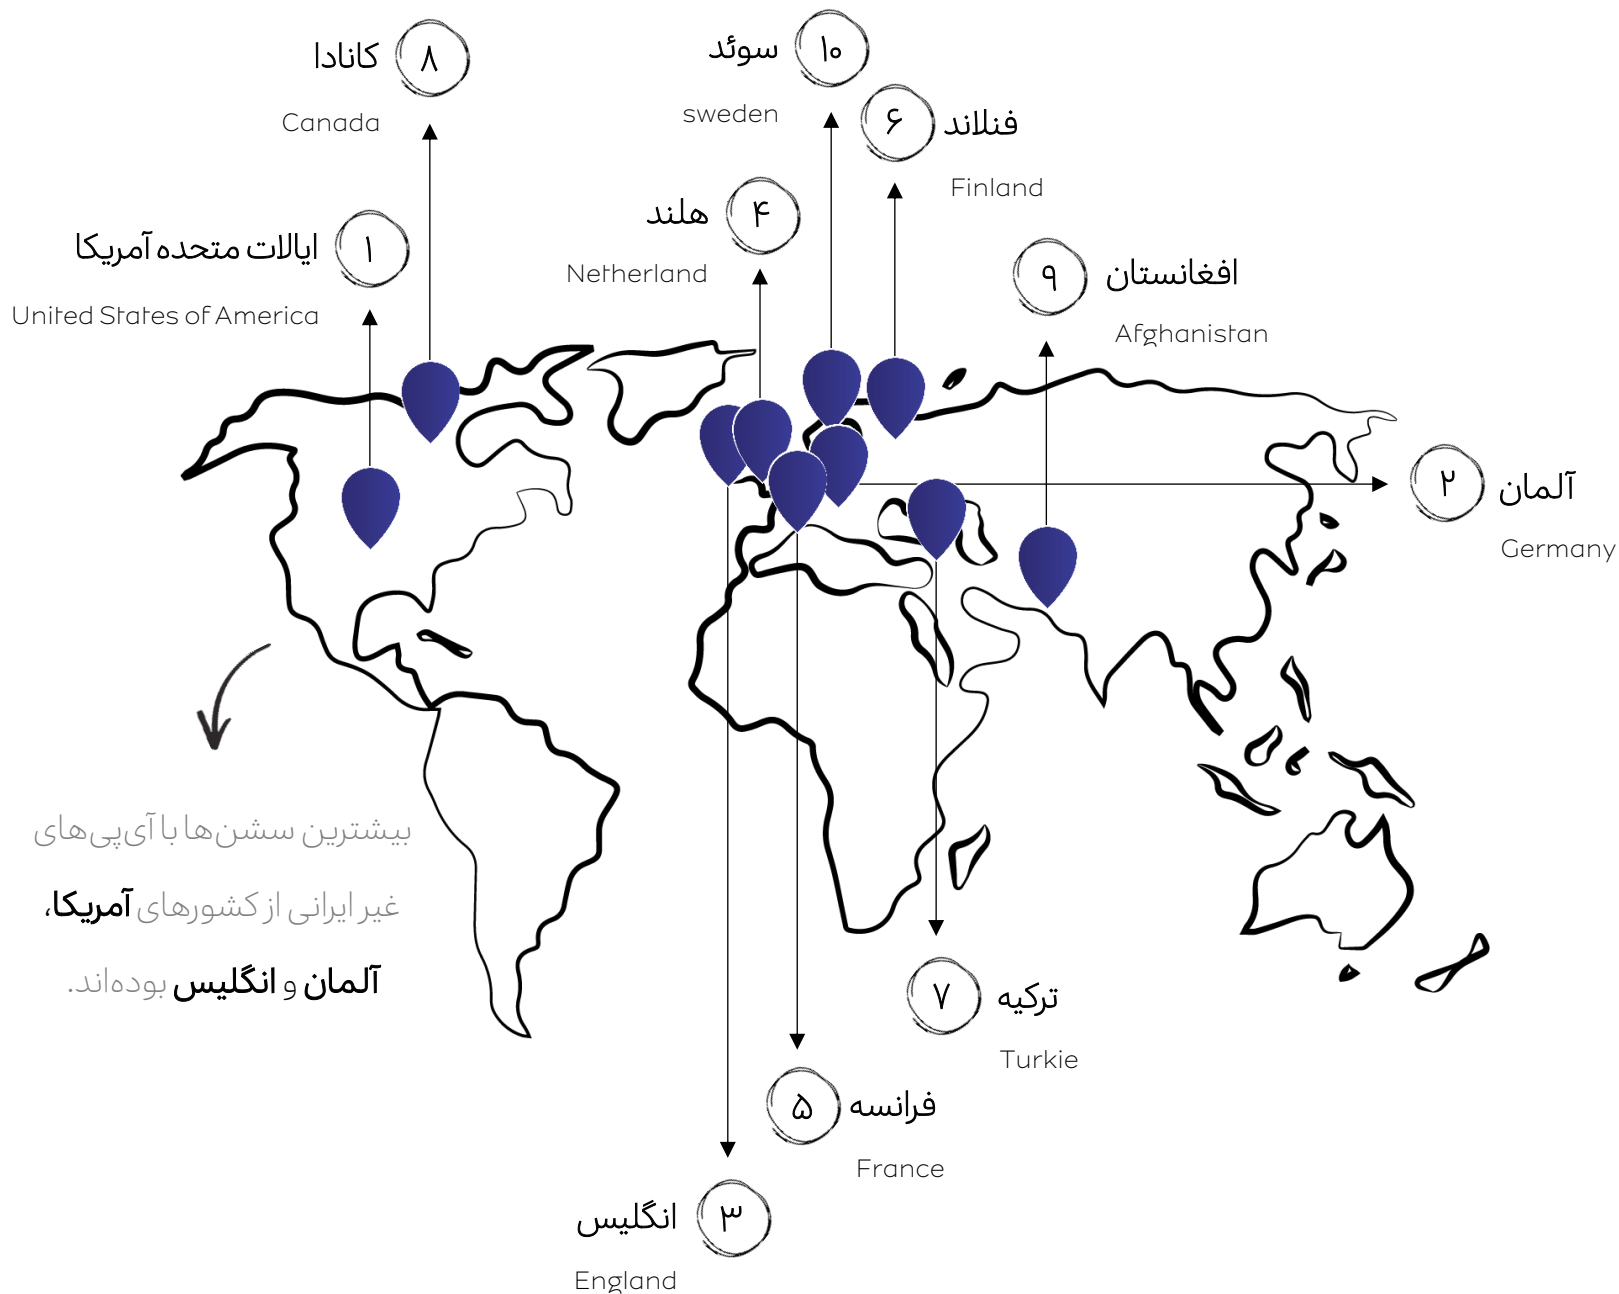 ۸
کانادا
Canada
۱۰
سوئد
sweden
۶
فنلاند
Finland
۴
هلند
Netherland
۱
ایالات متحده آمریکا
United States of America
۹
افغانستان
Afghanistan
۲
آلمان
Germany
بیشترین سشن‌ها با آی‌پی‌های
غیر ایرانی از کشورهای آمریکا،
آلمان و انگلیس بوده‌اند.
۷
ترکیه
Turkie
۵
فرانسه
France
۳
انگلیس
England